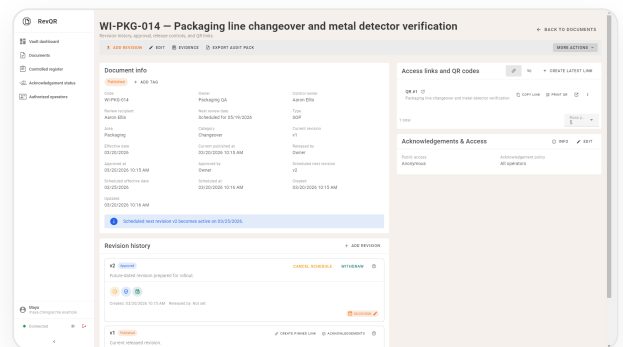 RevQR
Vault dashboard
Documents
Controlled register
Acknowledgement status
Authorized operators
WI-PKG-014 — Packaging line changeover and metal detector verification
Revision history, approval, release controls, and QR links.
← BACK TO DOCUMENTS
ADD REVISION
EDIT
EVIDENCE
EXPORT AUDIT PACK
MORE ACTIONS
Document info
Published
+ ADD TAG
Code
WI-PKG-014
Owner
Packaging QA
Control owner
Aaron Ellis
Review recipient
Aaron Ellis
Next review date
Scheduled for 05/19/2026
Type
SOP
Area
Packaging
Category
Changeover
Current revision
v1
Effective date
03/20/2026
Current published at
03/20/2026 10:15 AM
Released by
Owner
Approved at
03/20/2026 10:15 AM
Approved by
Owner
Scheduled next revision
v2
Scheduled effective date
03/25/2026
Scheduled at
03/20/2026 10:16 AM
Created
03/20/2026 10:15 AM
Updated
03/20/2026 10:16 AM
Scheduled next revision v2 becomes active on 03/25/2026.
Revision history
+ ADD REVISION
v2
Approved
CANCEL SCHEDULE
WITHDRAW
Future-dated revision prepared for rollout.
Created: 03/20/2026 10:15 AM
Released by: Not set
v1
Published
CREATE PINNED LINK
ACKNOWLEDGEMENTS
Current released revision
Access links and QR codes
+ CREATE LATEST LINK
QR #1
Packaging line changeover and metal detector verification
COPY LINK
PRINT QR
1 total
5
Acknowledgements & Access
INFO
EDIT
Public access
Anonymous
Acknowledgement policy
All operators
Maya
Connected